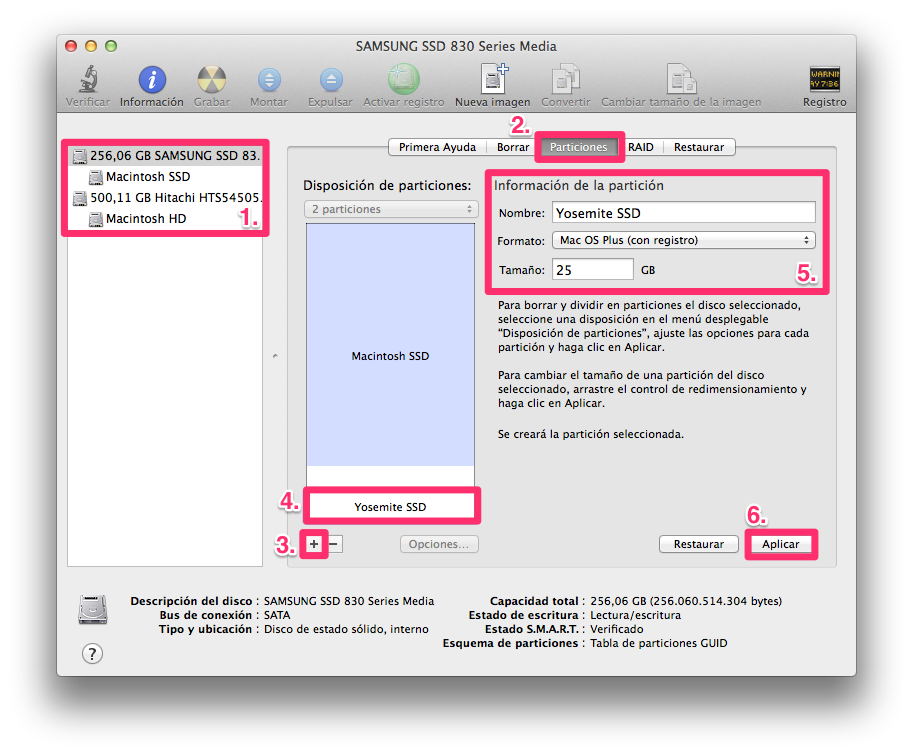 SAMSUNG SSD 830 Series Media
Verificar Información Grabar Montar Expulsar Activar registro Nueva imagen Convertir Cambiar tamaño de la imagen Registro
WARNIN
AY 7:36
2.
Primera Ayuda Borrar Particiones RAID Restaurar
256,06 GB SAMSUNG SSD 83.
Macintosh SSD
500,11 GB Hitachi HTS54505.
Macintosh HD
1.
Disposición de particiones:
2 particiones
Macintosh SSD
4.
Yosemite SSD
3.
+ −
Opciones...
Información de la partición
Nombre: Yosemite SSD
Formato: Mac OS Plus (con registro)
Tamaño: 25 GB
5.
Para borrar y dividir en particiones el disco seleccionado,
seleccione una disposición en el menú desplegable
“Disposición de particiones”, ajuste las opciones para cada
partición y haga clic en Aplicar.
Para cambiar el tamaño de una partición del disco
seleccionado, arrastre el control de redimensionamiento y
haga clic en Aplicar.
Se creará la partición seleccionada.
6.
Restaurar Aplicar
Descripción del disco : SAMSUNG SSD 830 Series Media
Bus de conexión : SATA
Tipo y ubicación : Disco de estado sólido, interno
Capacidad total : 256,06 GB (256.060.514.304 bytes)
Estado de escritura : Lectura/escritura
Estado S.M.A.R.T. : Verificado
Esquema de particiones : Tabla de particiones GUID
?